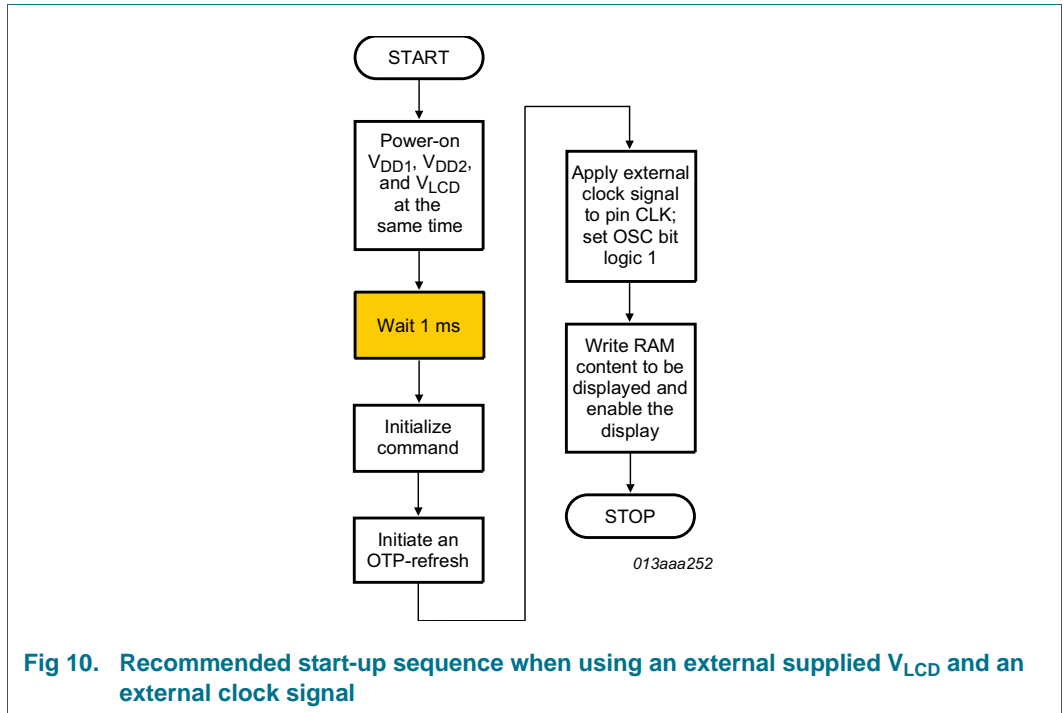 START
Power-on
VDD1, VDD2,
and VLCD
at the
same time
Wait 1 ms
Initialize
command
Initiate an
OTP-refresh
Apply external
clock signal
to pin CLK;
set OSC bit
logic 1
Write RAM
content to be
displayed and
enable the
display
STOP
013aaa252
Fig 10. Recommended start-up sequence when using an external supplied VLCD and an
external clock signal